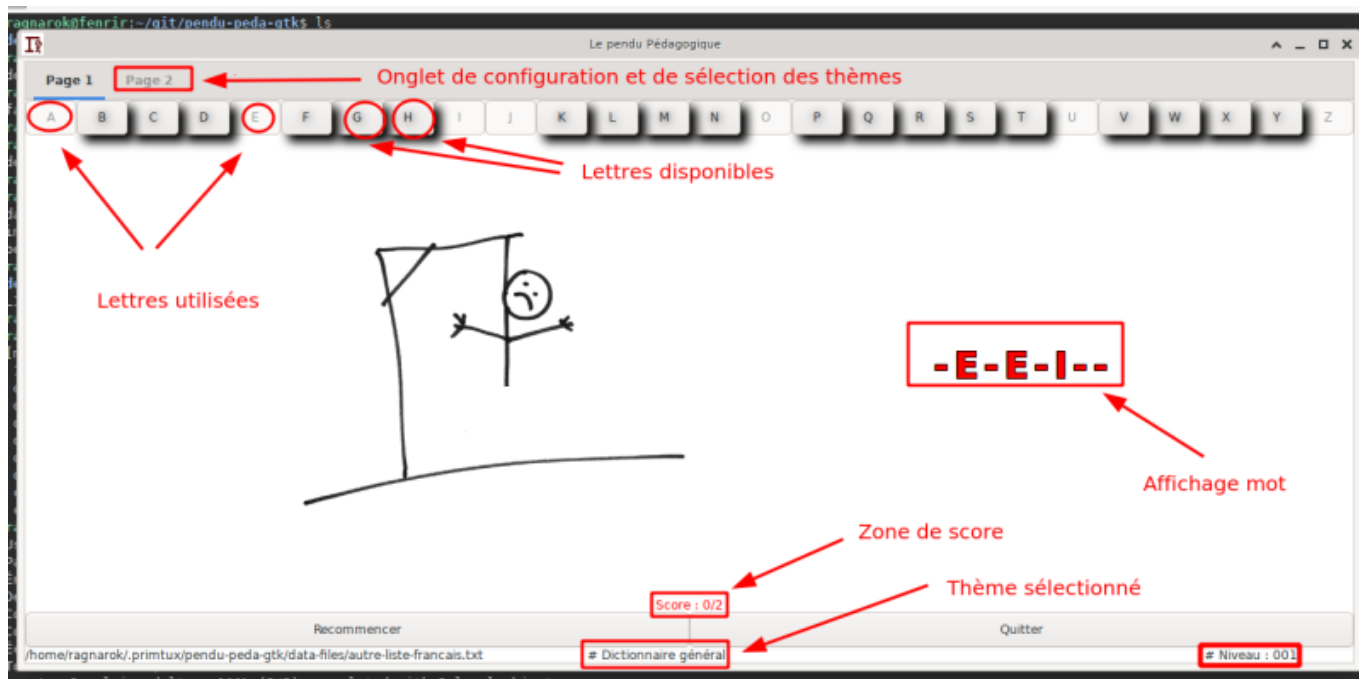 ragnarok@fenrir:~/git/pendu-peda-gtk$ ls
Le pendu Pédagogique
Page 1 Page 2
Onglet de configuration et de sélection des thèmes
A B C D E F G H I J K L M N O P Q R S T U V W X Y Z
Lettres disponibles
Lettres utilisées
-E-E-I--
Affichage mot
Zone de score
Thème sélectionné
Score : 0/2
Recommencer Quitter
/home/ragnarok/.primtux/pendu-peda-gtk/data-files/autre-liste-francais.txt # Dictionnaire général # Niveau : 001